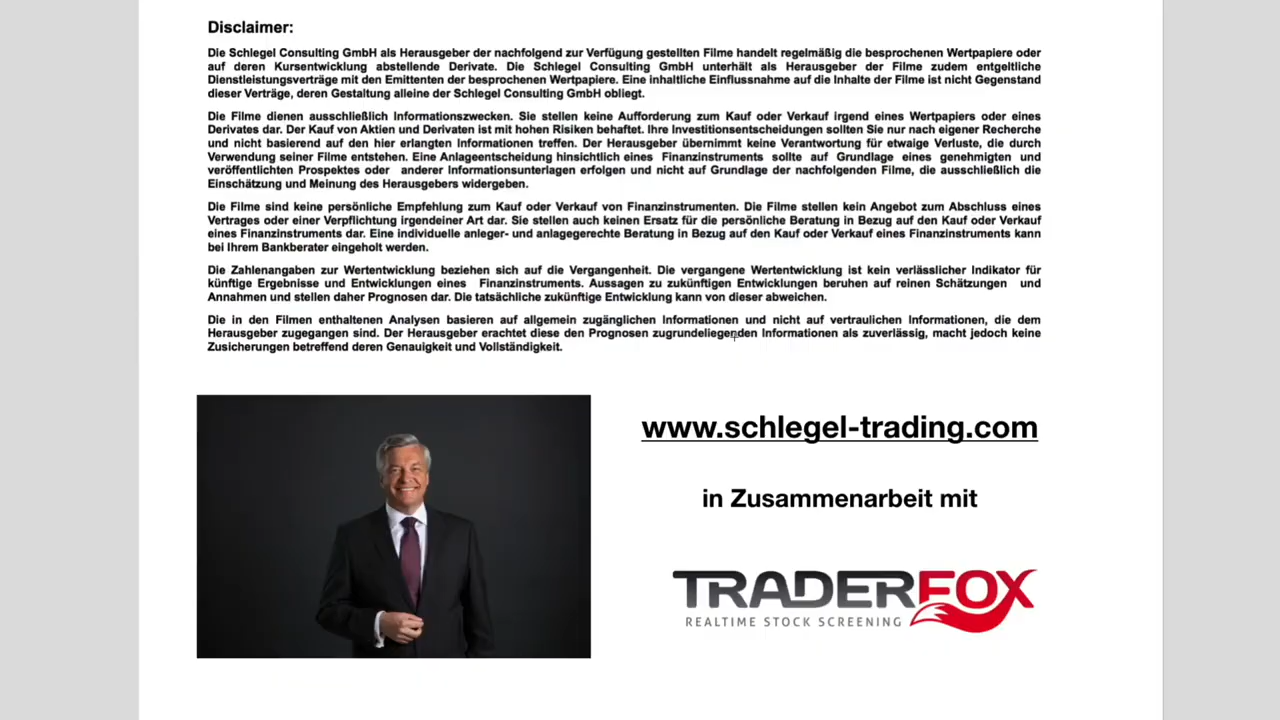 Disclaimer:
Die Schlegel Consulting GmbH als Herausgeber der nachfolgend zur Verfügung gestellten Filme handelt regelmäßig die besprochenen Wertpapiere oder
auf deren Kursentwicklung abstellende Derivate. Die Schlegel Consulting GmbH unterhält als Herausgeber der Filme zudem entgeltliche
Dienstleistungsverträge mit den Emittenten der besprochenen Wertpapiere. Eine inhaltliche Einflussnahme auf die Inhalte der Filme ist nicht Gegenstand
dieser Verträge, deren Gestaltung alleine der Schlegel Consulting GmbH obliegt.
Die Filme dienen ausschließlich Informationszwecken. Sie stellen keine Aufforderung zum Kauf oder Verkauf irgend eines Wertpapiers oder eines
Derivates dar. Der Kauf von Aktien und Derivaten ist mit hohen Risiken behaftet. Ihre Investitionsentscheidungen sollten Sie nur nach eigener Recherche
und nicht basierend auf den hier erlangten Informationen treffen. Der Herausgeber übernimmt keine Verantwortung für etwaige Verluste, die durch
Verwendung seiner Filme entstehen. Eine Anlageentscheidung hinsichtlich eines Finanzinstruments sollte auf Grundlage eines genehmigten und
veröffentlichten Prospektes oder anderer Informationsunterlagen erfolgen und nicht auf Grundlage der nachfolgenden Filme, die ausschließlich die
Einschätzung und Meinung des Herausgebers widergeben.
Die Filme sind keine persönliche Empfehlung zum Kauf oder Verkauf von Finanzinstrumenten. Die Filme stellen kein Angebot zum Abschluss eines
Vertrages oder einer Verpflichtung irgendeiner Art dar. Sie stellen auch keinen Ersatz für die persönliche Beratung in Bezug auf den Kauf oder Verkauf
eines Finanzinstruments dar. Eine individuelle anleger- und anlagegerechte Beratung in Bezug auf den Kauf oder Verkauf eines Finanzinstruments kann
bei Ihrem Bankberater eingeholt werden.
Die Zahlenangaben zur Wertentwicklung beziehen sich auf die Vergangenheit. Die vergangene Wertentwicklung ist kein verlässlicher Indikator für
künftige Ergebnisse und Entwicklungen eines Finanzinstruments. Aussagen zu zukünftigen Entwicklungen beruhen auf reinen Schätzungen und
Annahmen und stellen daher Prognosen dar. Die tatsächliche zukünftige Entwicklung kann von dieser abweichen.
Die in den Filmen enthaltenen Analysen basieren auf allgemein zugänglichen Informationen und nicht auf vertraulichen Informationen, die dem
Herausgeber zugegangen sind. Der Herausgeber erachtet diese den Prognosen zugrundeliegenden Informationen als zuverlässig, macht jedoch keine
Zusicherungen betreffend deren Genauigkeit und Vollständigkeit.
www.schlegel-trading.com
in Zusammenarbeit mit
TRADERFOX
REALTIME STOCK SCREENING